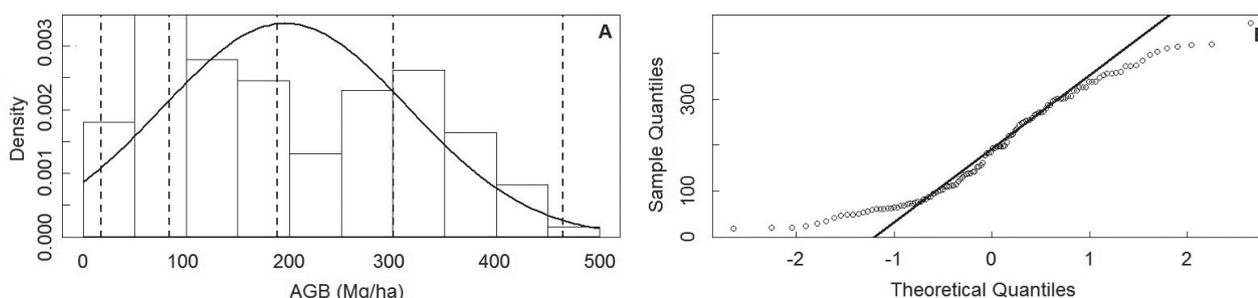 A
Density
0.000
0.001
0.002
0.003
0 100 200 300 400 500
AGB (Mg/ha)
Sample Quantiles
0 100 300
-2 -1 0 1 2
Theoretical Quantiles